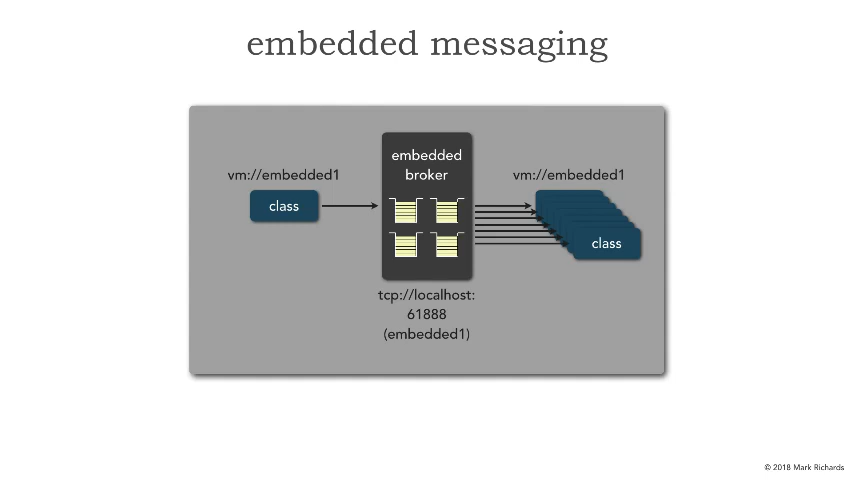 embedded messaging
vm://embedded1
class
embedded
broker
tcp://localhost:
61888
(embedded1)
vm://embedded1
class
© 2018 Mark Richards